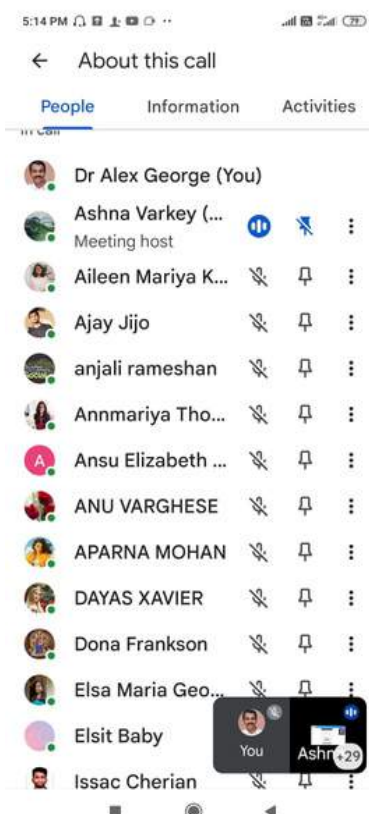 5:14 PM
79
About this call
People Information Activities
In call
Dr Alex George (You)
Ashna Varkey (...
Meeting host
Aileen Mariya K...
Ajay Jijo
anjali rameshan
Annmariya Tho...
A
Ansu Elizabeth ...
ANU VARGHESE
APARNA MOHAN
DAYAS XAVIER
Dona Frankson
Elsa Maria Geo...
Elsit Baby
You
Ashn
+29
Issac Cherian